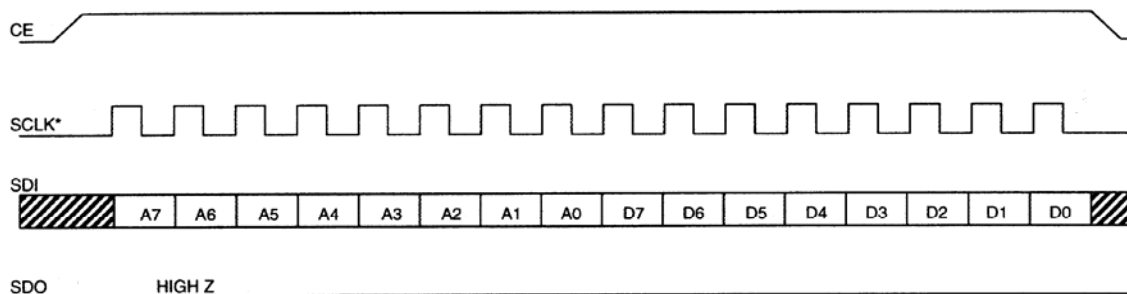 CE
SCLK*
SDI
A7 A6 A5 A4 A3 A2 A1 A0 D7 D6 D5 D4 D3 D2 D1 D0
SDO HIGH Z